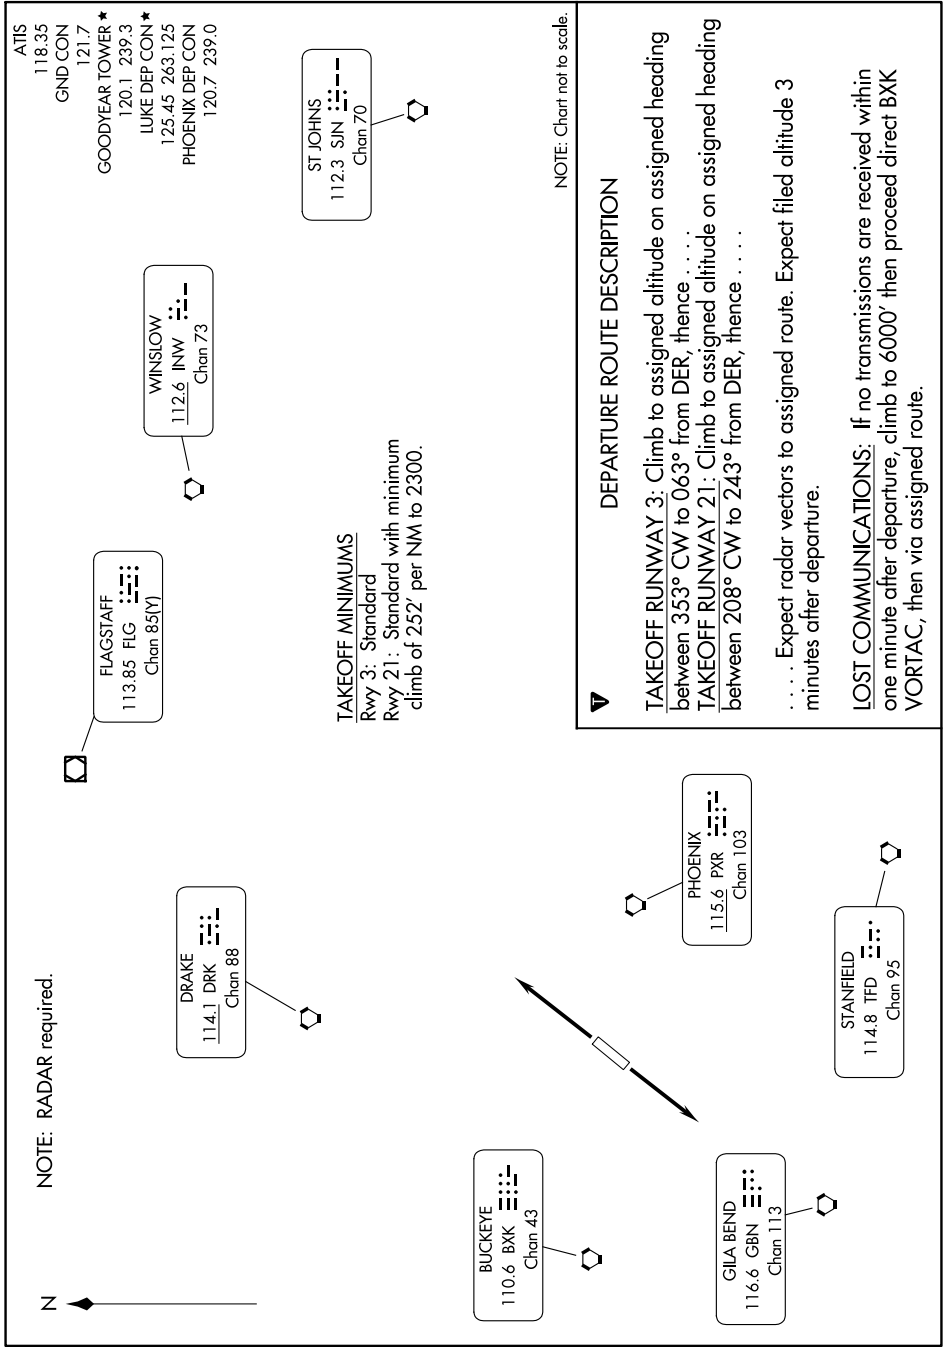 NOTE: RADAR required.
N
ATIS
118.35
GND CON
121.7
GOODYEAR TOWER ★
120.1 239.3
LUKE DEP CON ★
125.45 263.125
PHOENIX DEP CON
120.7 239.0
FLAGSTAFF
113.85 FLG
Chan 85(Y)
WINSLOW
112.6 INW
Chan 73
DRAKE
114.1 DRK
Chan 88
ST JOHNS
112.3 SJN
Chan 70
TAKEOFF MINIMUMS
Rwy 3: Standard
Rwy 21: Standard with minimum
climb of 252' per NM to 2300.
BUCKEYE
110.6 BXK
Chan 43
PHOENIX
115.6 PXR
Chan 103
GILA BEND
116.6 GBN
Chan 113
STANFIELD
114.8 TFD
Chan 95
NOTE: Chart not to scale.
DEPARTURE ROUTE DESCRIPTION
T
TAKEOFF RUNWAY 3: Climb to assigned altitude on assigned heading
between 353° CW to 063° from DER, thence . . . .
TAKEOFF RUNWAY 21: Climb to assigned altitude on assigned heading
between 208° CW to 243° from DER, thence . . . . .
. . . . Expect radar vectors to assigned route. Expect filed altitude 3
minutes after departure.
LOST COMMUNICATIONS: If no transmissions are received within
one minute after departure, climb to 6000' then proceed direct BXK
VORTAC, then via assigned route.